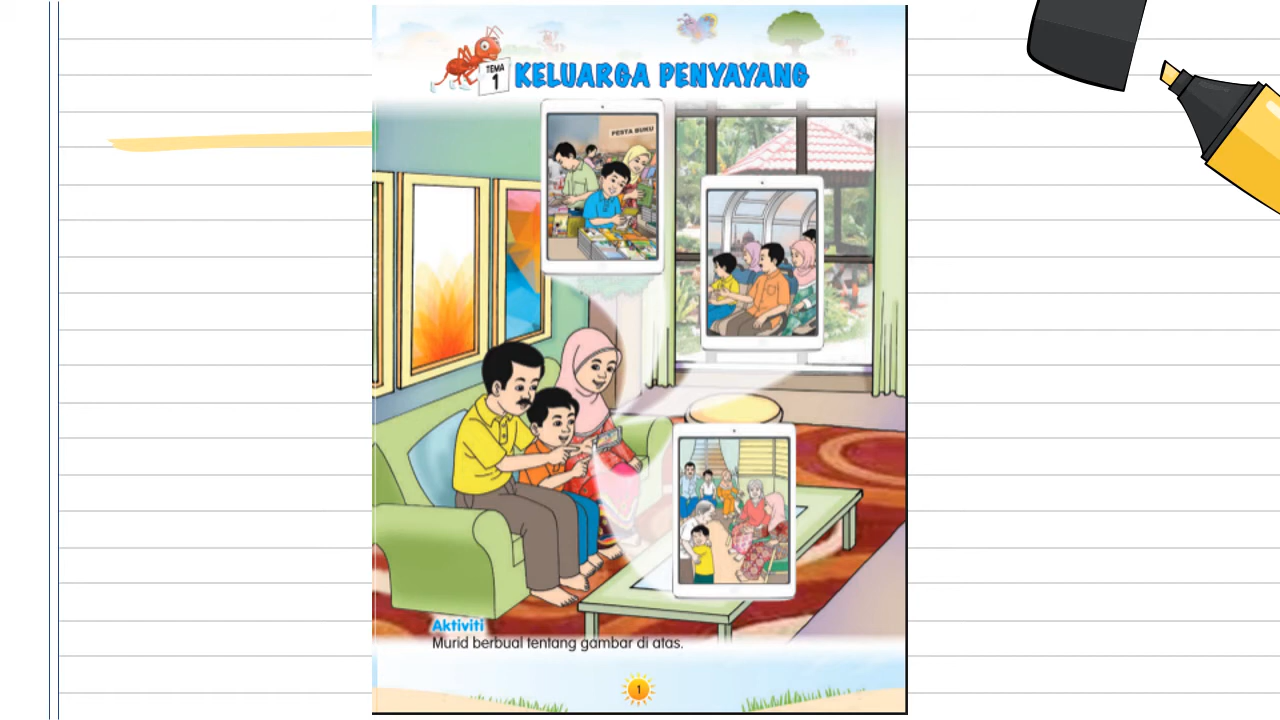 TEMA
1
KELUARGA PENYAYANG
PESTA BUKU
Aktiviti
Murid berbual tentang gambar di atas.
1